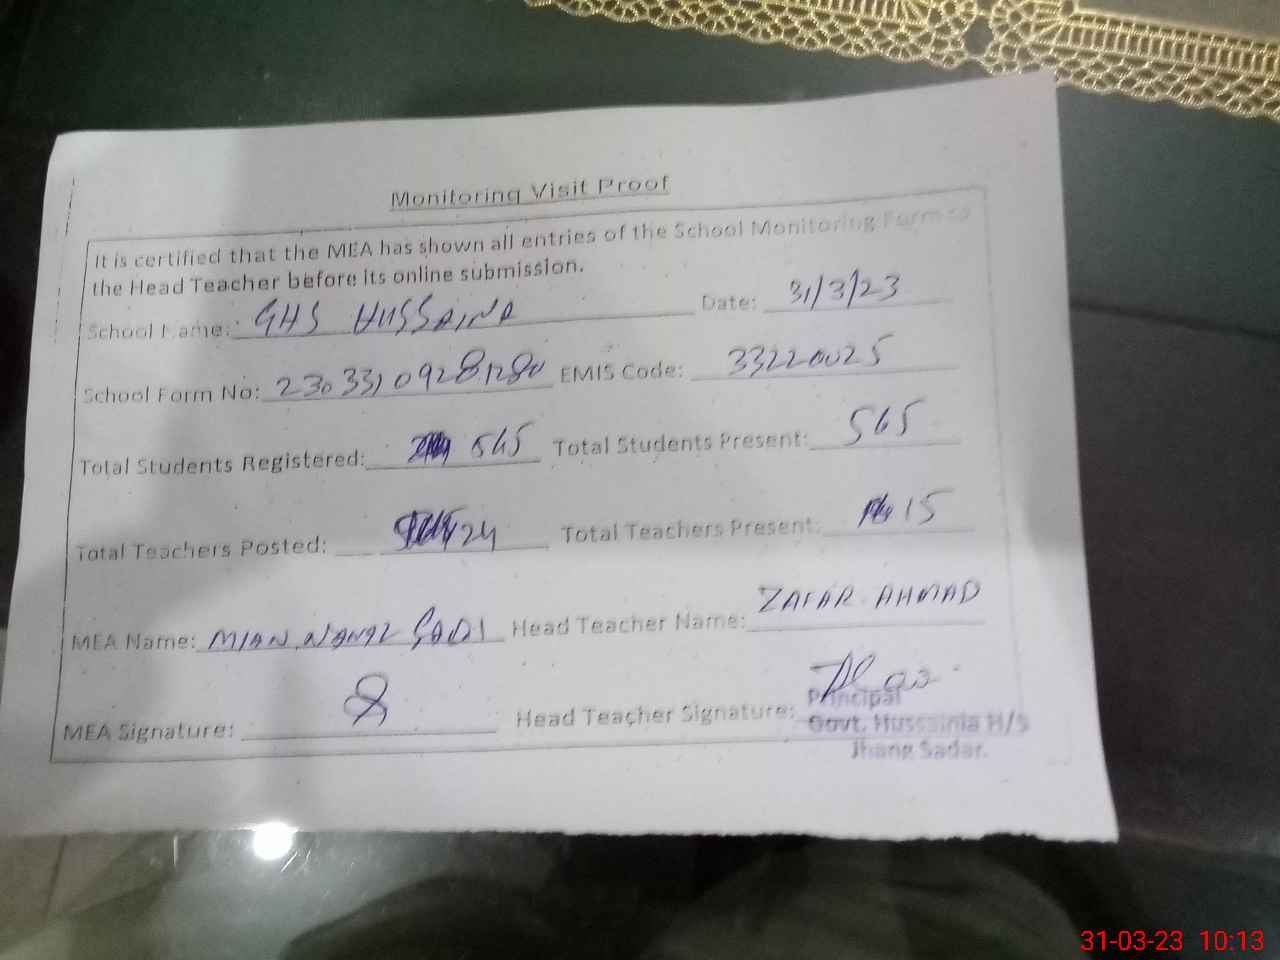 Monitoring Visit Proof
It is certified that the MEA has shown all entries of the School Monitoring Form to
the Head Teacher before its online submission.
School Name: GHS HUSSAINA Date: 31/3/23
School Form No: 23033109281280 EMIS Code: 33220025
Total Students Registered: 565 Total Students Present: 565
Total Teachers Posted: 24 Total Teachers Present: 15
MEA Name: MIAN NAWAZ Head Teacher Name: ZAFAR AHMAD
MEA Signature: Head Teacher Signature:
Principal
Govt. Hussainia H/S
Jhang Sadar.
31-03-23 10:13